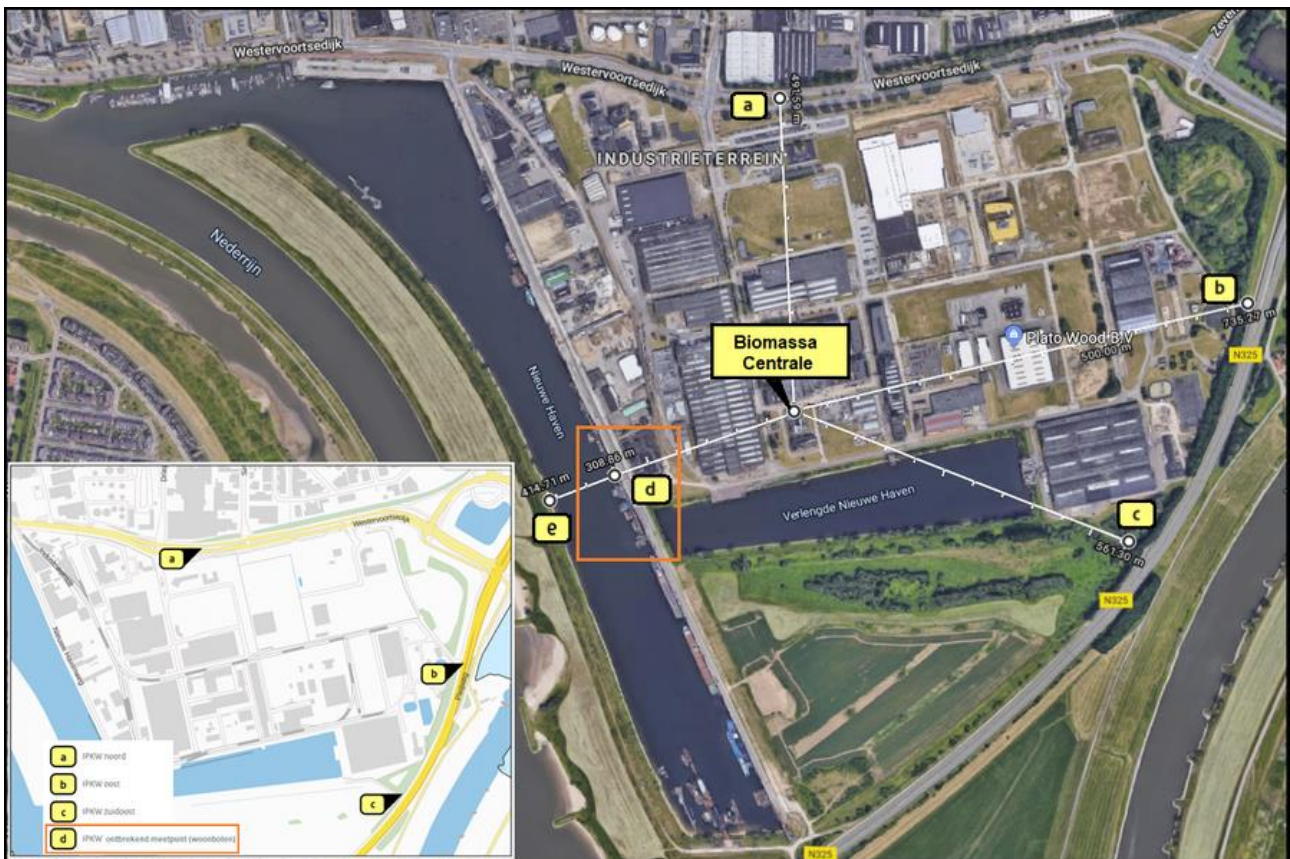 Westervoortsedijk
Westervoortsedijk
Westervoortsedijk
491.59 m
a
INDUSTRIETERREIN
Nederrijn
b
735.27 m
Plato Wood B.V
500.00 m
N325
Biomassa
Centrale
Nieuwe Haven
308.86 m
414.71 m
d
e
Verlengde Nieuwe Haven
c
561.30 m
N325
N325
Westervoortsedijk
a
b
c
a IPKW noord
b IPKW oost
c IPKW zuidoost
d IPKW ontbrekend meetpunt (woonboten)